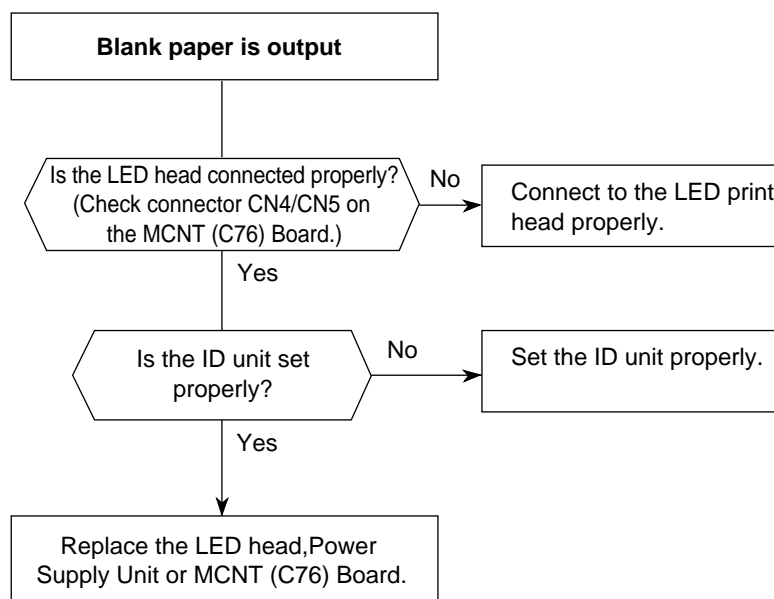 Blank paper is output
Is the LED head connected properly?
(Check connector CN4/CN5 on
the MCNT (C76) Board.)
No
Connect to the LED print
head properly.
Yes
Is the ID unit set
properly?
No
Set the ID unit properly.
Yes
Replace the LED head,Power
Supply Unit or MCNT (C76) Board.